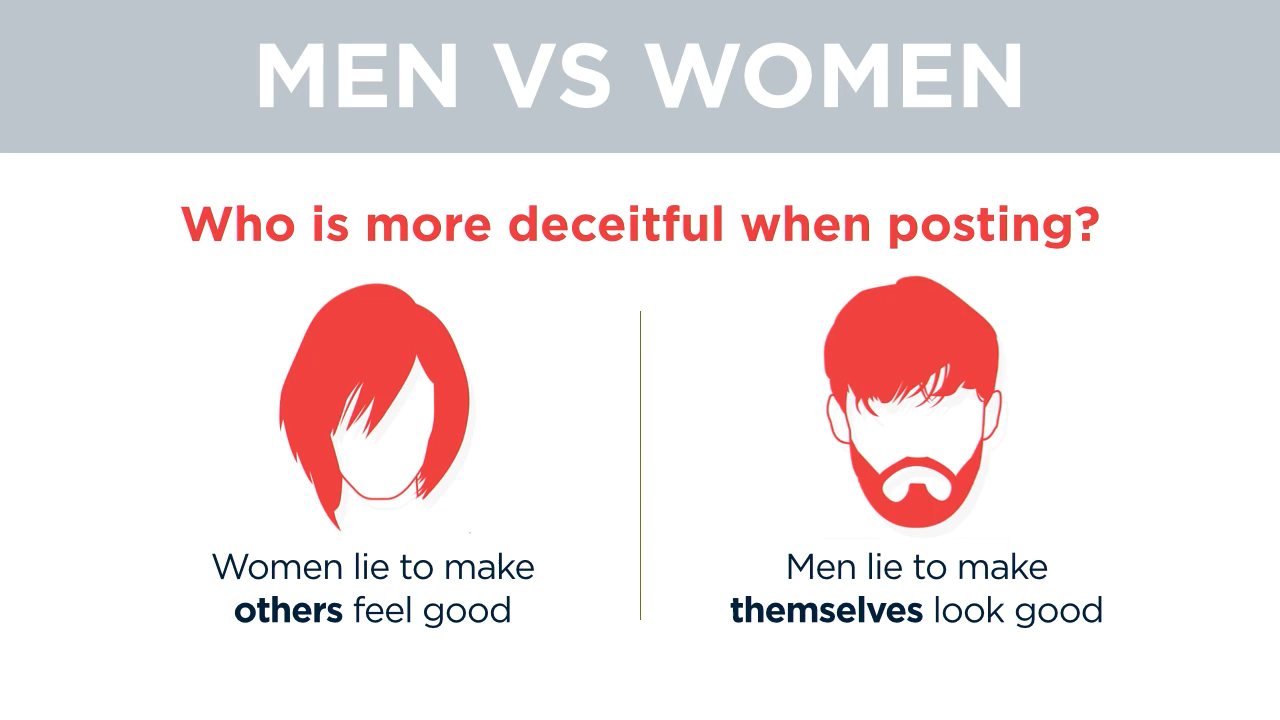 MEN VS WOMEN
Who is more deceitful when posting?
Women lie to make
others feel good
Men lie to make
themselves look good